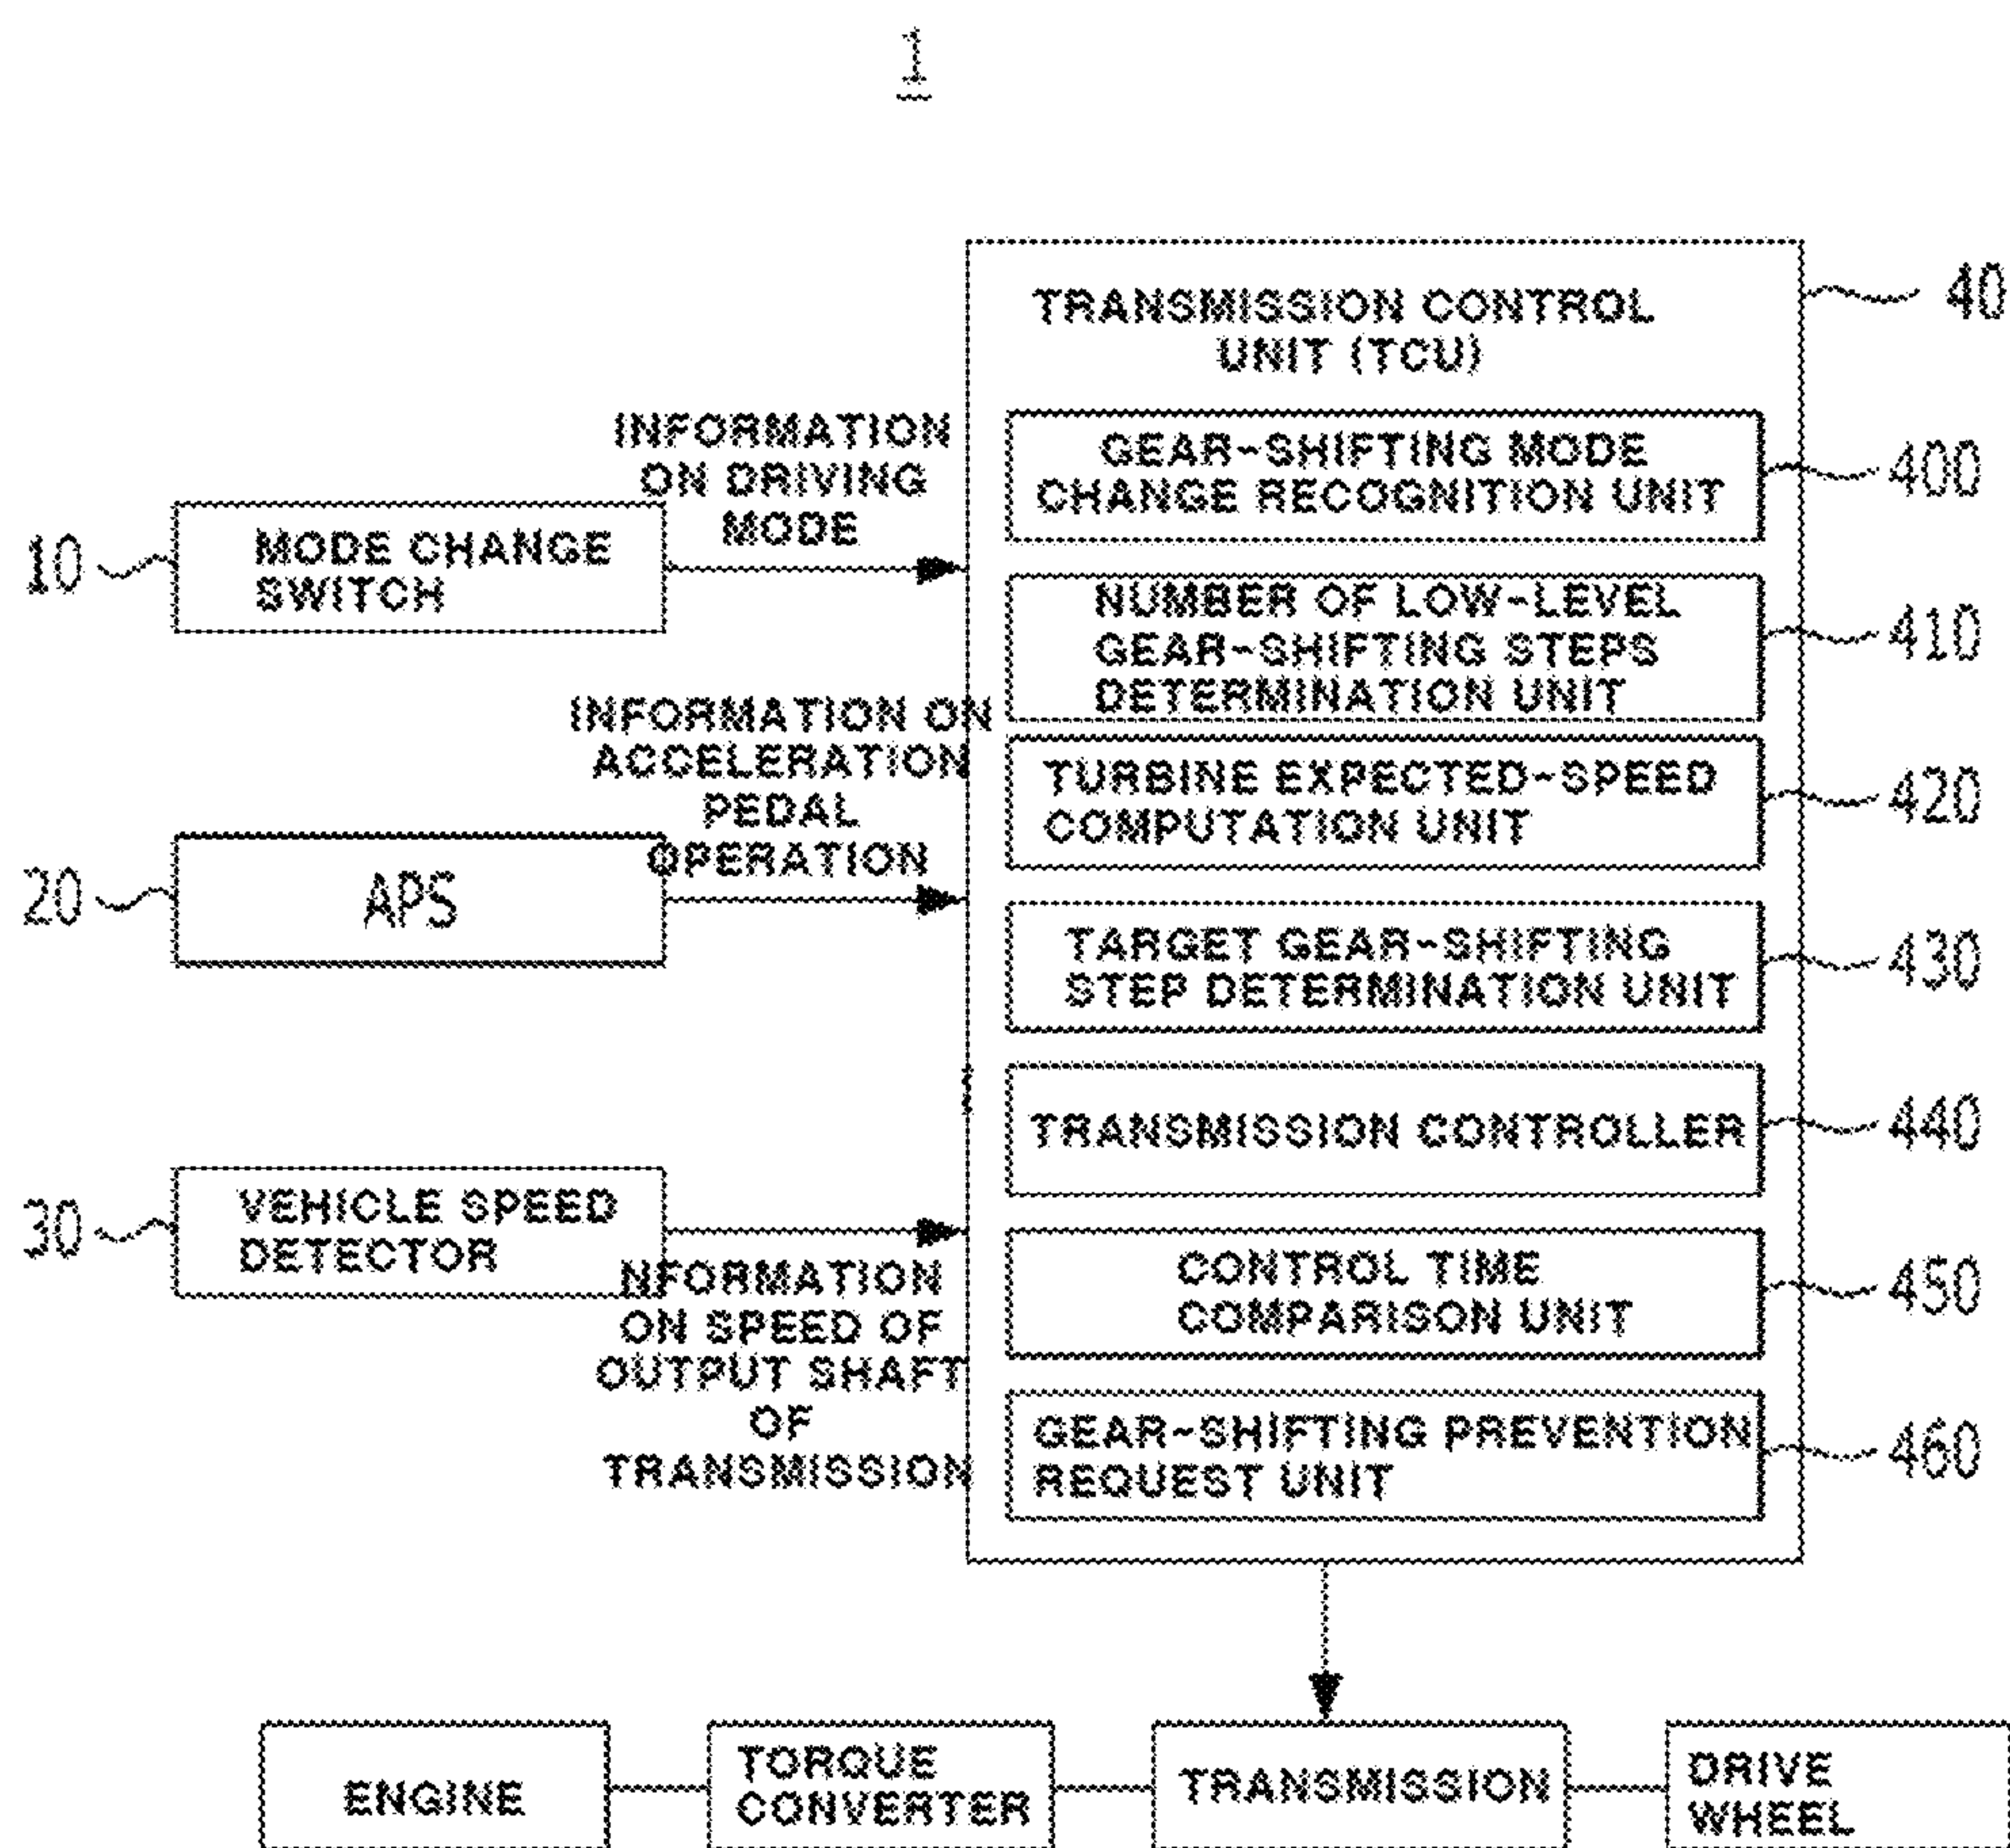 1
TRANSMISSION CONTROL
UNIT (TCU)
40
INFORMATION
ON DRIVING
MODE
10
MODE CHANGE
SWITCH
GEAR-SHIFTING MODE
CHANGE RECOGNITION UNIT
400
NUMBER OF LOW-LEVEL
GEAR-SHIFTING STEPS
DETERMINATION UNIT
410
INFORMATION ON
ACCELERATION
PEDAL
OPERATION
20
APS
TURBINE EXPECTED-SPEED
COMPUTATION UNIT
420
TARGET GEAR-SHIFTING
STEP DETERMINATION UNIT
430
TRANSMISSION CONTROLLER
440
30
VEHICLE SPEED
DETECTOR
NFORMATION
ON SPEED OF
OUTPUT SHAFT
OF
TRANSMISSION
CONTROL TIME
COMPARISON UNIT
450
GEAR-SHIFTING PREVENTION
REQUEST UNIT
460
ENGINE
TORQUE
CONVERTER
TRANSMISSION
DRIVE
WHEEL